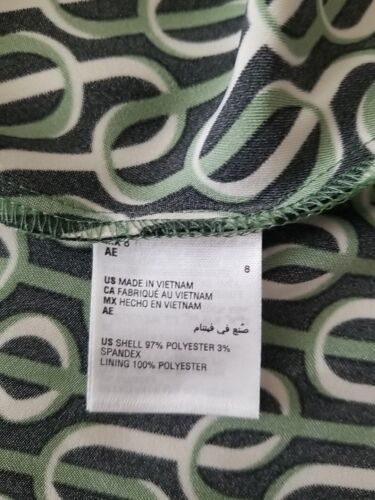 AE
8
US MADE IN VIETNAM
CA FABRIQUÉ AU VIETNAM
MX HECHO EN VIETNAM
AE
صُنع في فيتنام
US SHELL 97% POLYESTER 3%
SPANDEX
LINING 100% POLYESTER